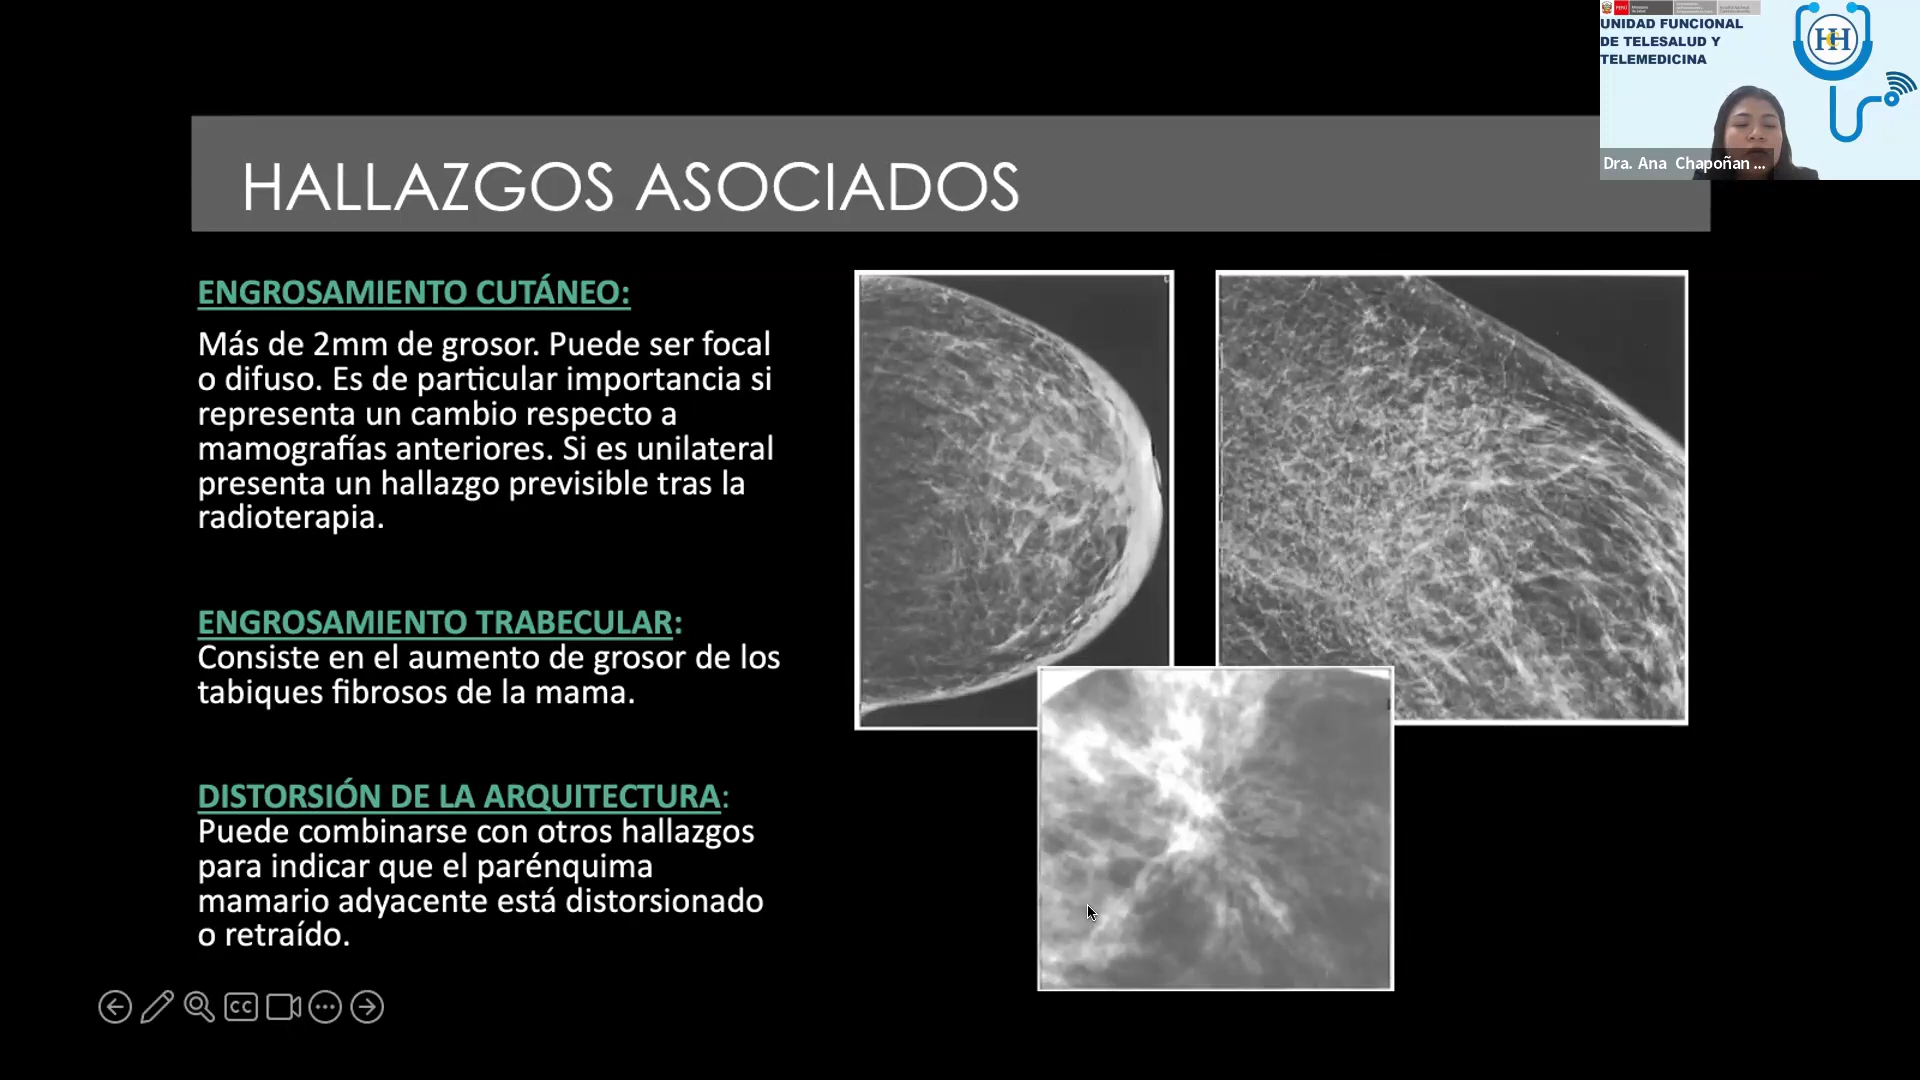 PERÚ
UNIDAD FUNCIONAL
DE TELESALUD Y
TELEMEDICINA
Dra. Ana Chapoñan ...
HALLAZGOS ASOCIADOS
ENGROSAMIENTO CUTÁNEO:
Más de 2mm de grosor. Puede ser focal
o difuso. Es de particular importancia si
representa un cambio respecto a
mamografías anteriores. Si es unilateral
presenta un hallazgo previsible tras la
radioterapia.
ENGROSAMIENTO TRABECULAR:
Consiste en el aumento de grosor de los
tabiques fibrosos de la mama.
DISTORSIÓN DE LA ARQUITECTURA:
Puede combinarse con otros hallazgos
para indicar que el parénquima
mamario adyacente está distorsionado
o retraído.
CC